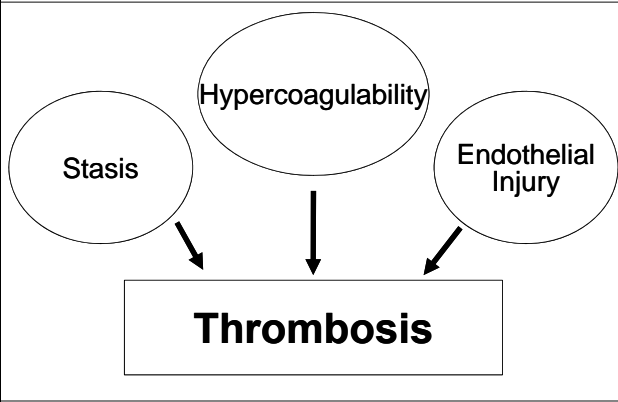 Hypercoagulability
Stasis
Endothelial
Injury
Thrombosis